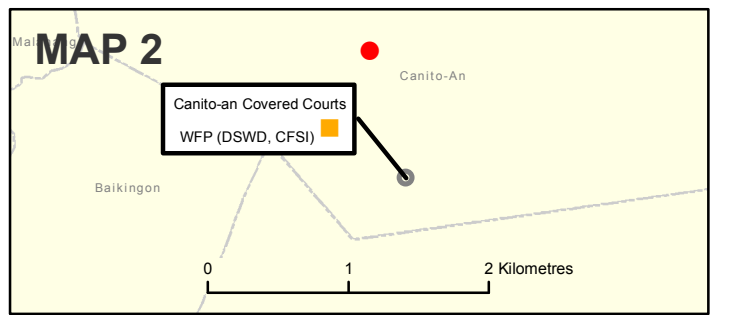 MAP 2
Canito-An
Canito-an Covered Courts
WFP (DSWD, CFSI)
Baikingon
0 1 2 Kilometres